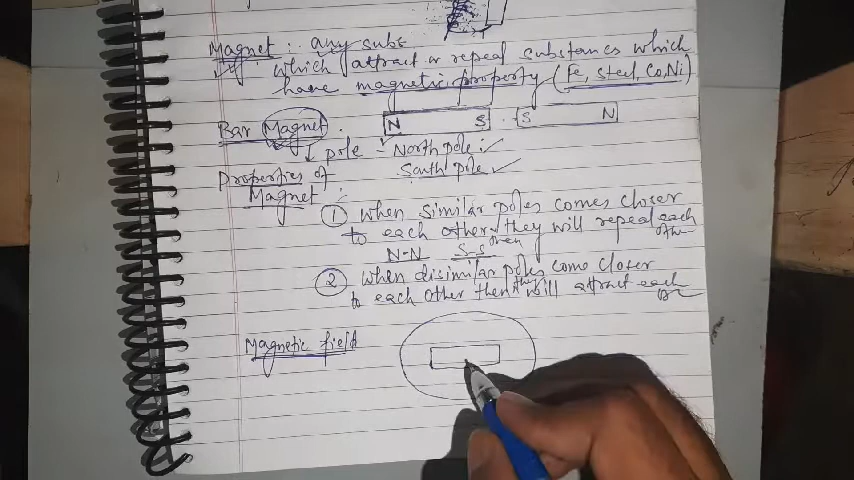 Magnet :- any subs
which attract or repeal substances which
have magnetic property (Fe, Steel, Co, Ni)
Bar Magnet. N S S N
↓ pole - North pole ✓
South pole ✓
Properties of
Magnet :
① When similar poles comes closer
to each other then they will repeal each
other
N-N S-S
② When disimilar poles come closer
to each other then they will attract each
Magnetic field